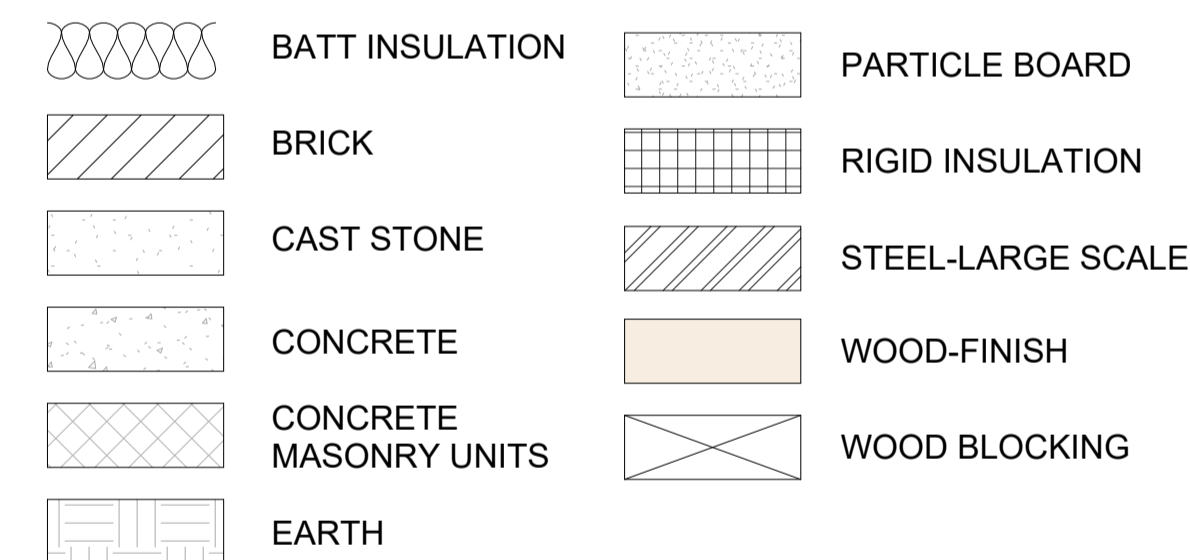 BATT INSULATION
BRICK
CAST STONE
CONCRETE
CONCRETE
MASONRY UNITS
EARTH
PARTICLE BOARD
RIGID INSULATION
STEEL-LARGE SCALE
WOOD-FINISH
WOOD BLOCKING